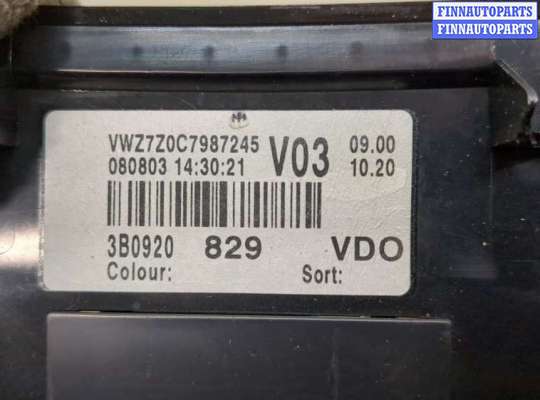 FINNAUTOPARTS
FINNAUTOPARTS
VWZ7Z0C7987245 V03 09.00
080803 14:30:21 10.20
3B0920 829 VDO
Colour: Sort: